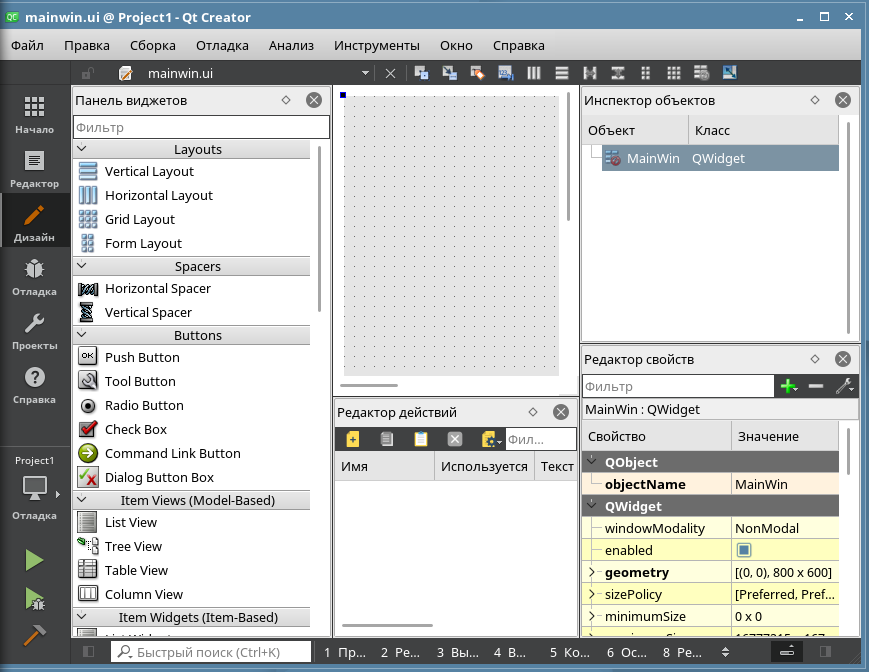 mainwin.ui @ Project1 - Qt Creator
Файл Правка Сборка Отладка Анализ Инструменты Окно Справка
mainwin.ui
Начало
Редактор
Дизайн
Отладка
Проекты
Справка
Project1
Отладка
Панель виджетов
Фильтр
Layouts
Vertical Layout
Horizontal Layout
Grid Layout
Form Layout
Spacers
Horizontal Spacer
Vertical Spacer
Buttons
OK Push Button
Tool Button
Radio Button
Check Box
Command Link Button
Dialog Button Box
Item Views (Model-Based)
List View
Tree View
Table View
Column View
Item Widgets (Item-Based)
Редактор действий
Фил...
Имя Используется Текст
Инспектор объектов
Объект Класс
MainWin QWidget
Редактор свойств
Фильтр
MainWin : QWidget
Свойство Значение
QObject
objectName MainWin
QWidget
windowModality NonModal
enabled
geometry [(0, 0), 800 x 600]
sizePolicy [Preferred, Pref...
minimumSize 0 x 0
Быстрый поиск (Ctrl+K) 1 Пр... 2 Ре... 3 Вы... 4 В... 5 Ко... 6 Ос... 8 Ре...